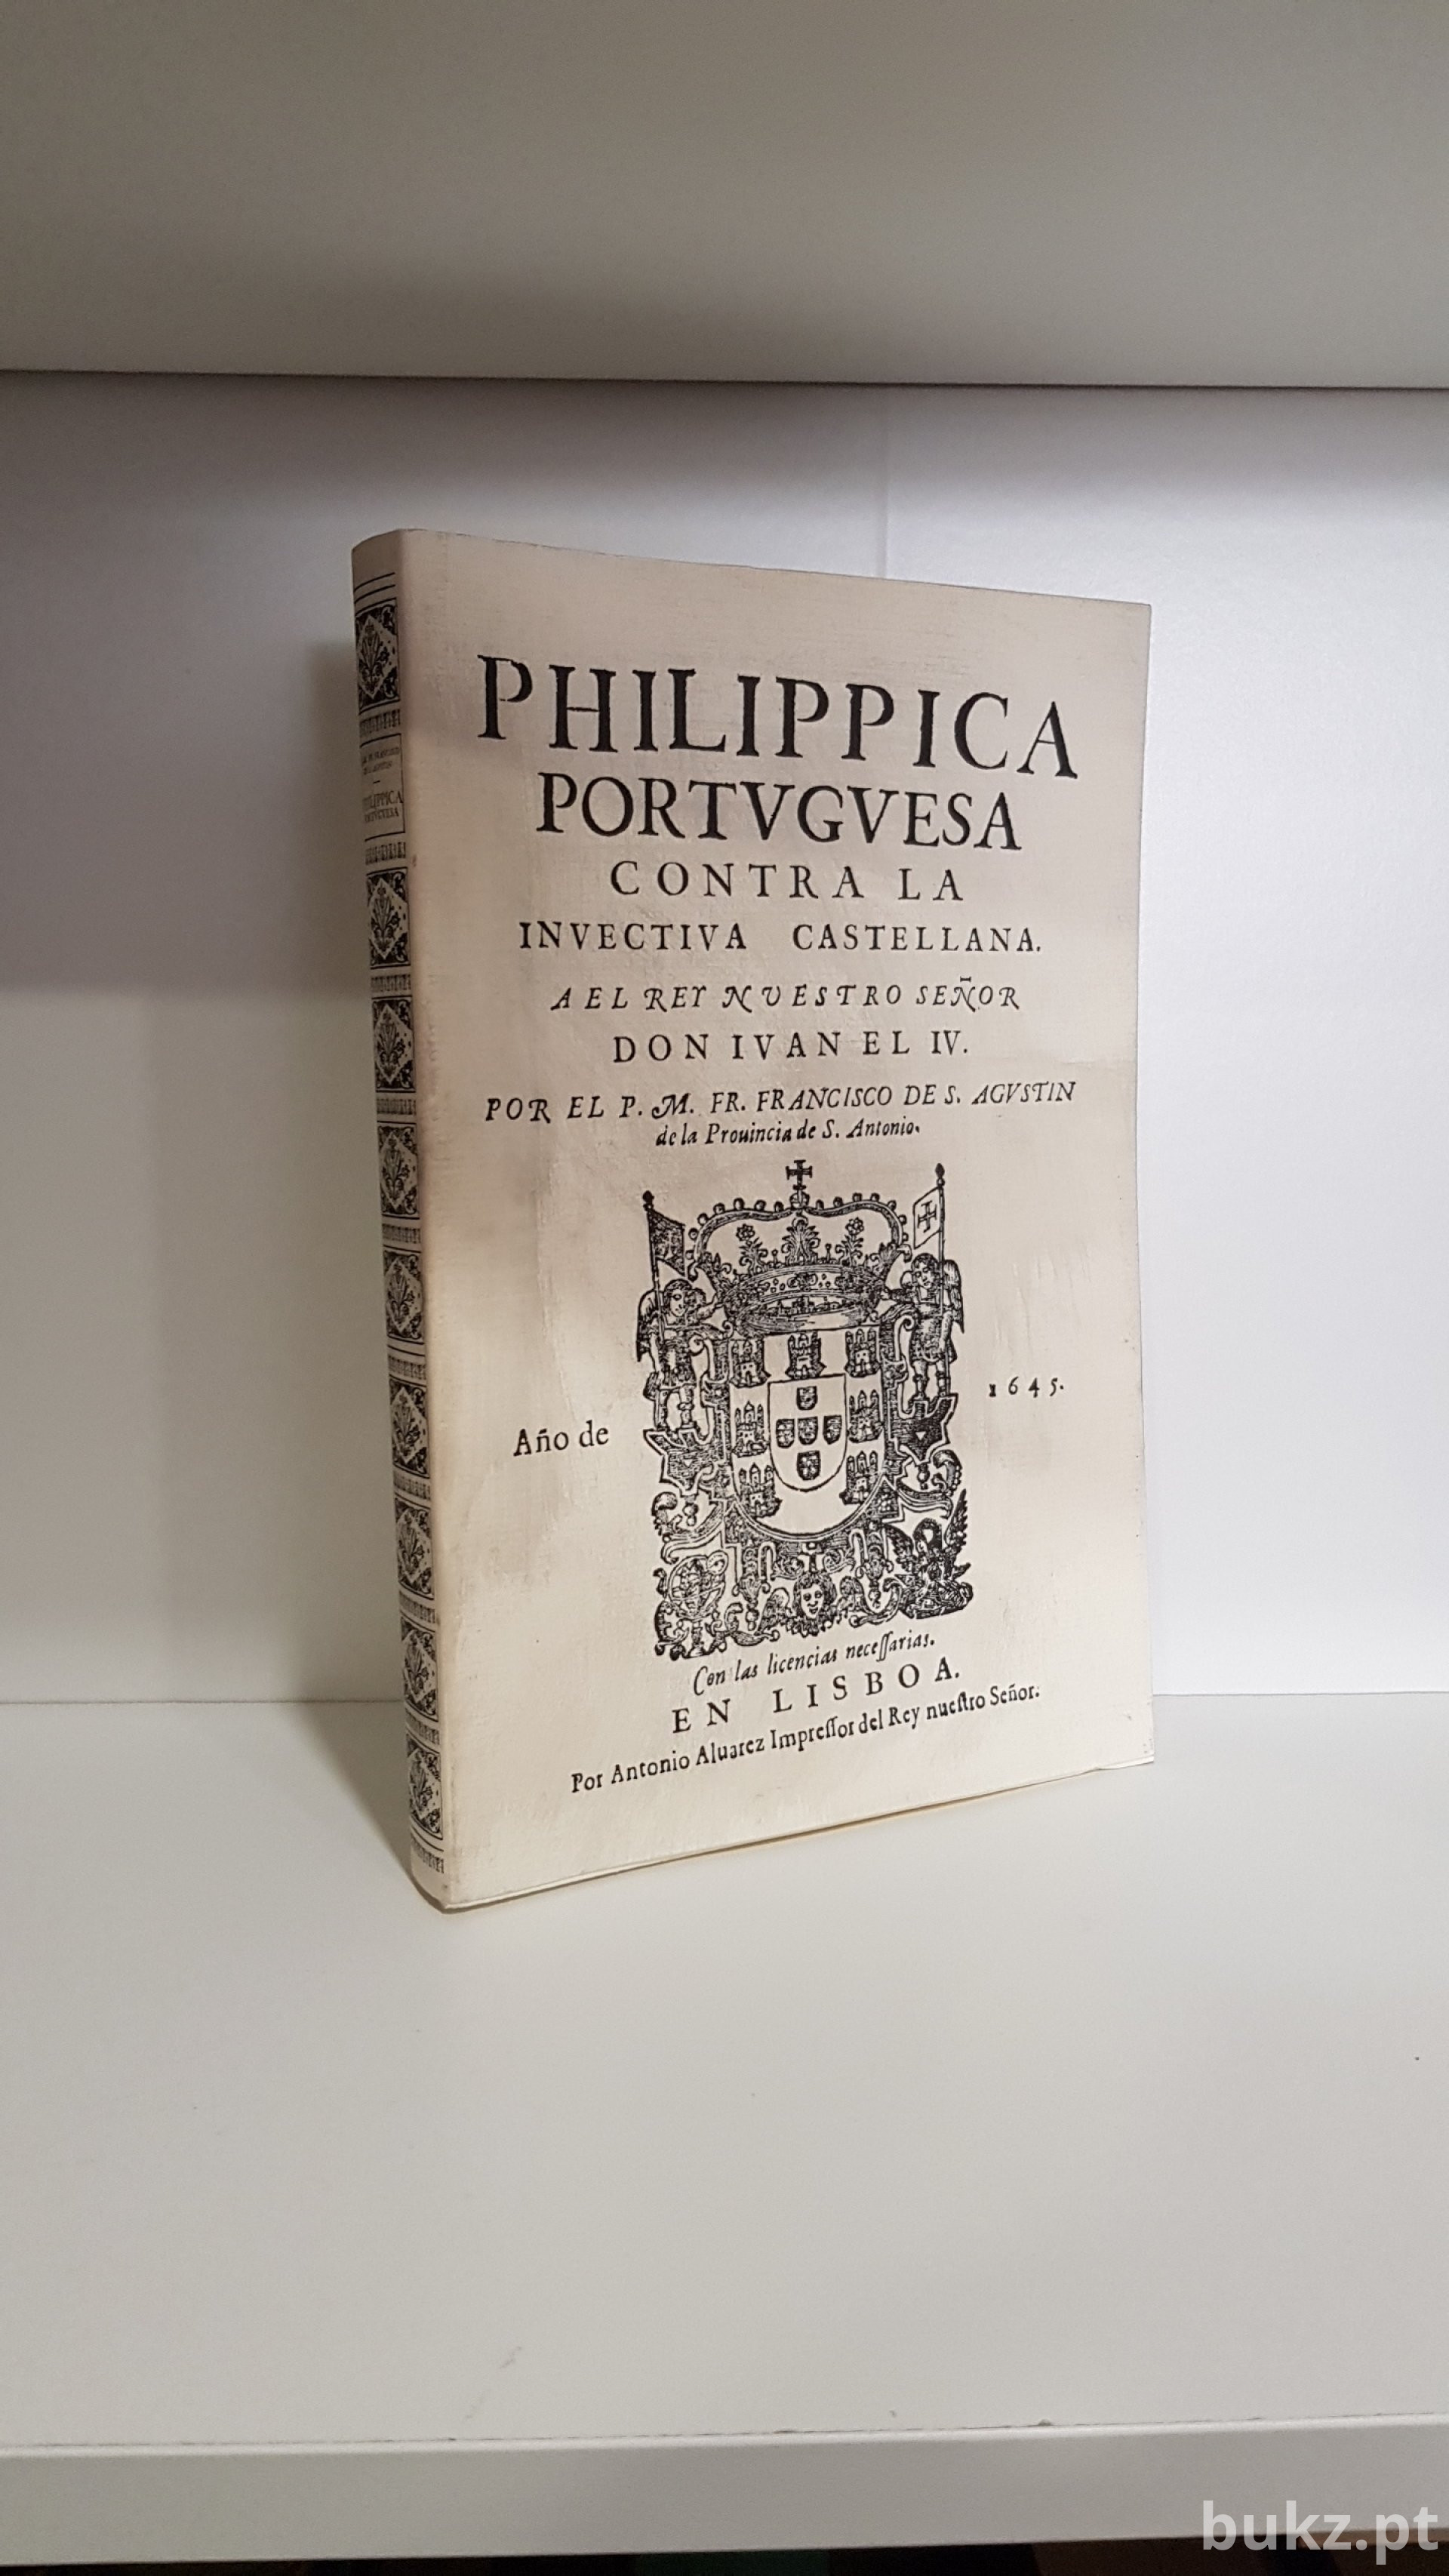 PHILIPPICA
PORTVGVESA
CONTRA LA
INVECTIVA CASTELLANA.
A EL REY NVESTRO SEÑOR
DON IVAN EL IV.
POR EL P. M. FR. FRANCISCO DE S. AGVSTIN
de la Prouincia de S. Antonio.
Año de
1645.
Con las licencias neceſſarias.
EN LISBOA.
Por Antonio Aluarez Impreſſor del Rey nueſtro Señor.
PHILIPPICA
PORTVGVESA
bukz.pt